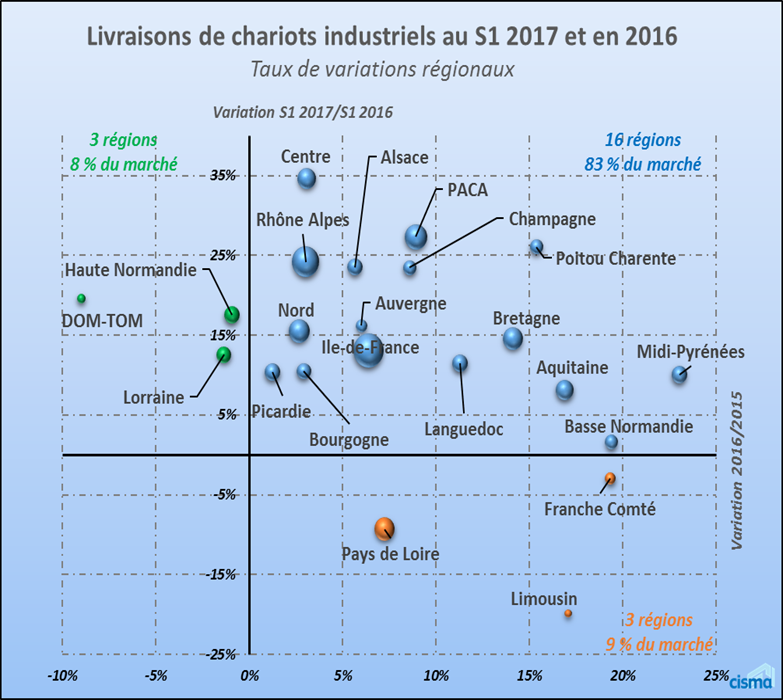 Livraisons de chariots industriels au S1 2017 et en 2016
Taux de variations régionaux
Variation S1 2017/S1 2016
3 régions
8 % du marché
16 régions
83 % du marché
Centre
Alsace
35%
PACA
Rhône Alpes
Champagne
25%
Poitou Charente
Haute Normandie
DOM-TOM
Nord
Auvergne
Bretagne
15%
Ile-de-France
Midi-Pyrénées
Aquitaine
Lorraine
Picardie
5%
Bourgogne
Languedoc
Basse Normandie
Variation 2016/2015
-5%
Franche Comté
Pays de Loire
-15%
Limousin
3 régions
9 % du marché
-25%
-10%
-5%
0%
5%
10%
15%
20%
25%
cisma